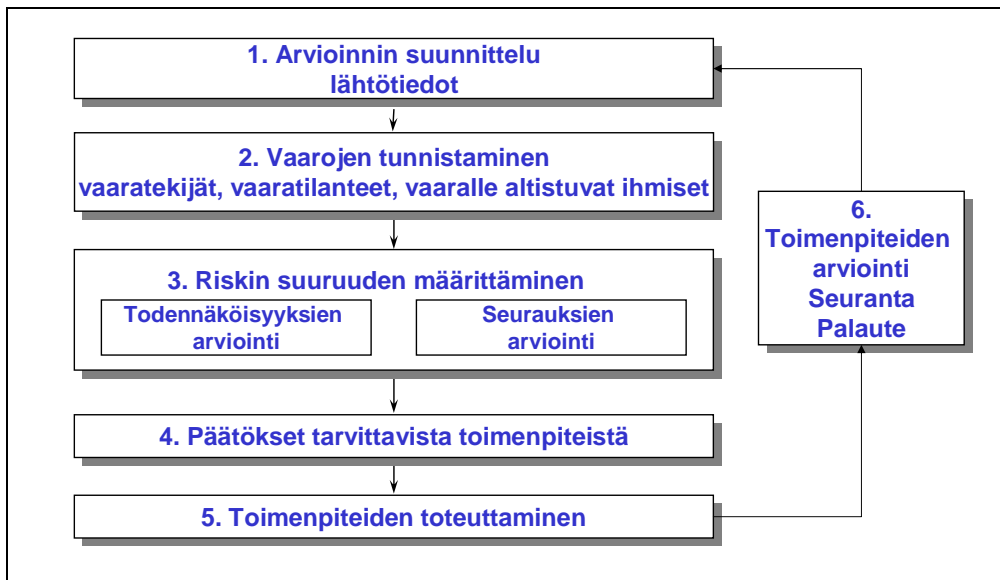 1. Arvioinnin suunnittelu
lähtötiedot
2. Vaarojen tunnistaminen
vaaratekijät, vaaratilanteet, vaaralle altistuvat ihmiset
3. Riskin suuruuden määrittäminen
Todennäköisyyksien
arviointi
Seurauksien
arviointi
4. Päätökset tarvittavista toimenpiteistä
5. Toimenpiteiden toteuttaminen
6.
Toimenpiteiden
arviointi
Seuranta
Palaute